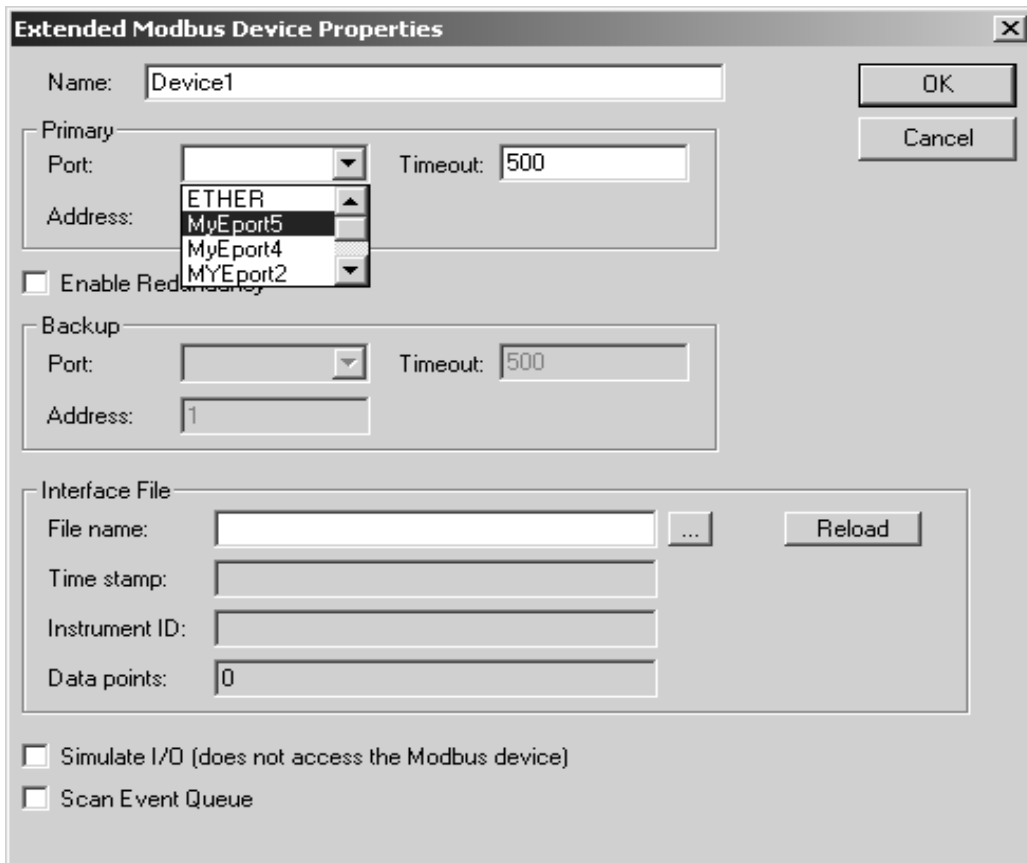 Extended Modbus Device Properties
Name: Device1
OK
Cancel
Primary
Port: Timeout: 500
ETHER
MyEport5
MyEport4
MYEport2
Address:
Enable Redundancy
Backup
Port: Timeout: 500
Address: 1
Interface File
File name: ... Reload
Time stamp:
Instrument ID:
Data points: 0
Simulate I/O (does not access the Modbus device)
Scan Event Queue